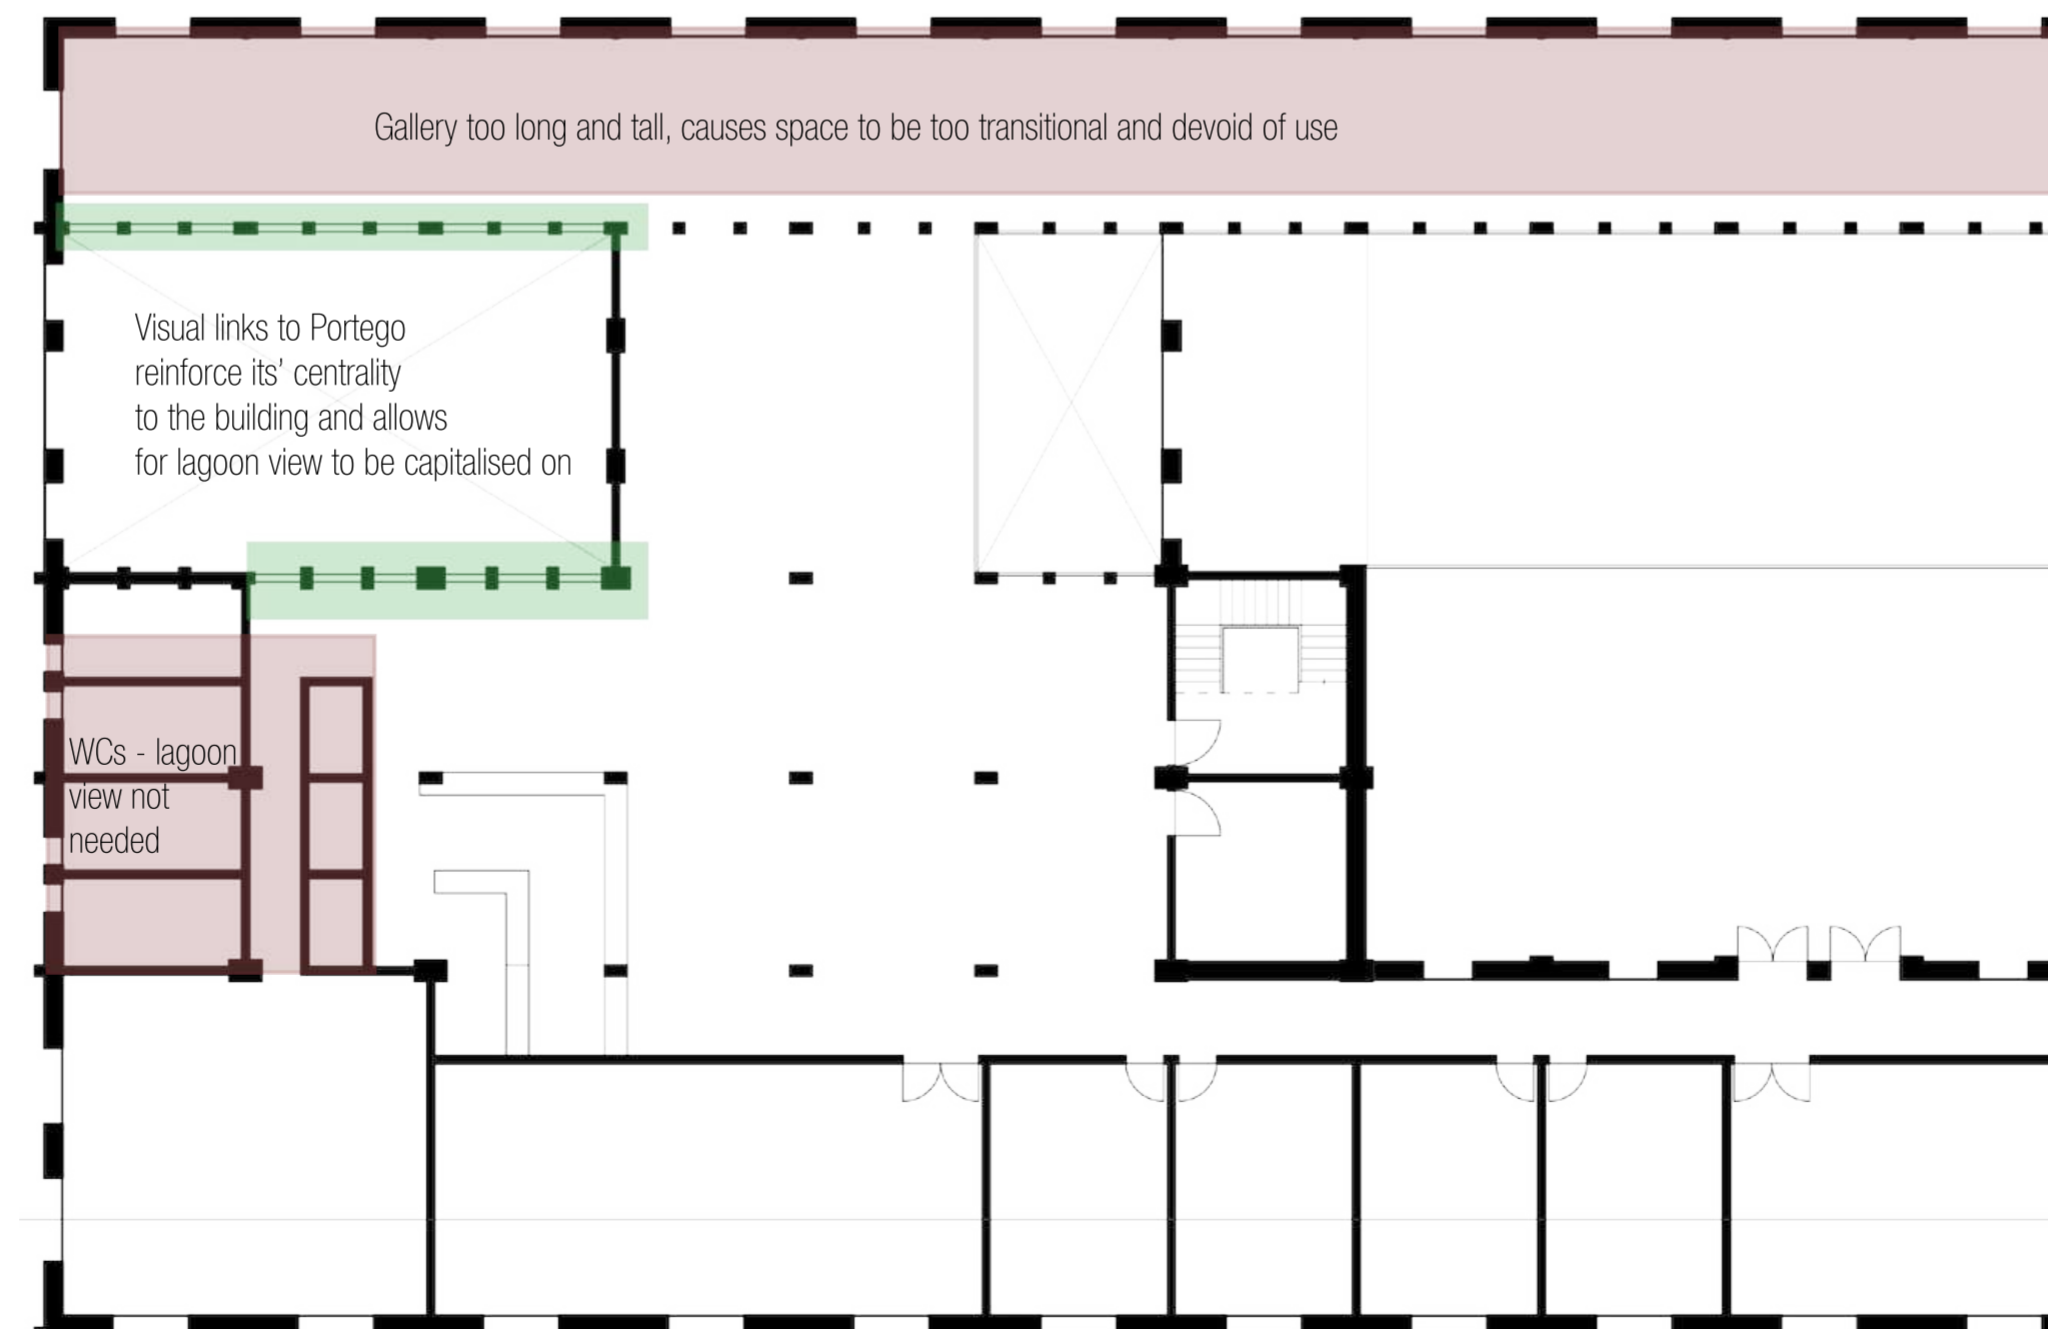 Gallery too long and tall, causes space to be too transitional and devoid of use
Visual links to Portego
reinforce its’ centrality
to the building and allows
for lagoon view to be capitalised on
WCs - lagoon
view not
needed